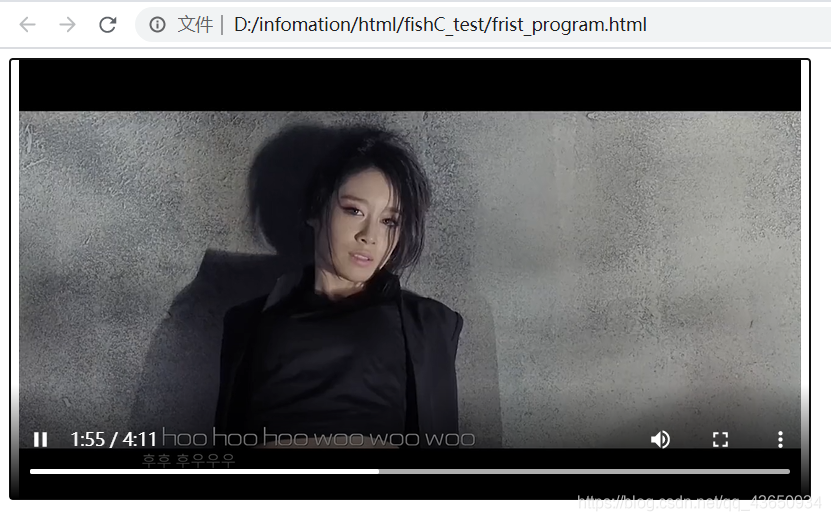 文件 | D:/infomation/html/fishC_test/frist_program.html
1:55 / 4:11 hoo hoo hoo woo woo woo
후후 후우우우
https://blog.csdn.net/qq_43650934